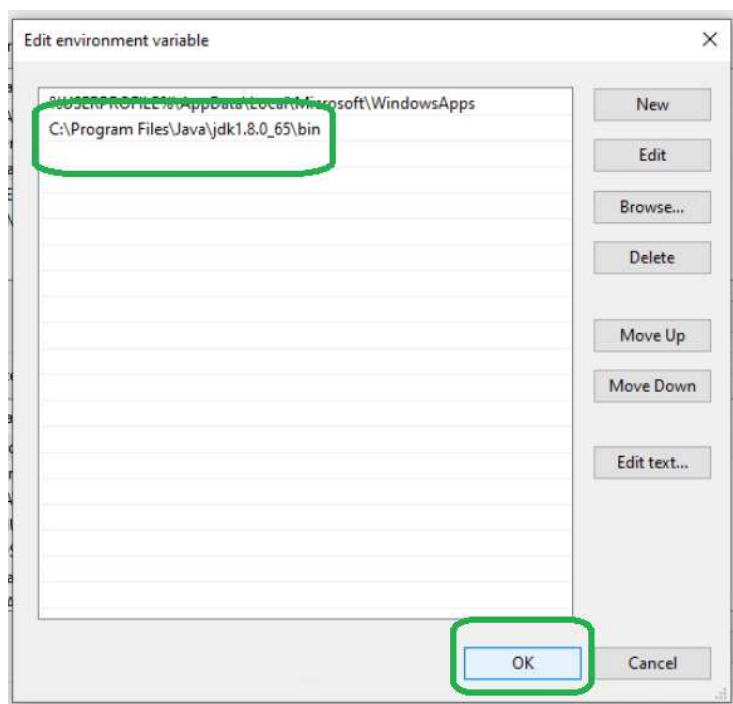 Edit environment variable
%USERPROFILE%\AppData\Local\Microsoft\WindowsApps
C:\Program Files\Java\jdk1.8.0_65\bin
New
Edit
Browse...
Delete
Move Up
Move Down
Edit text...
OK
Cancel